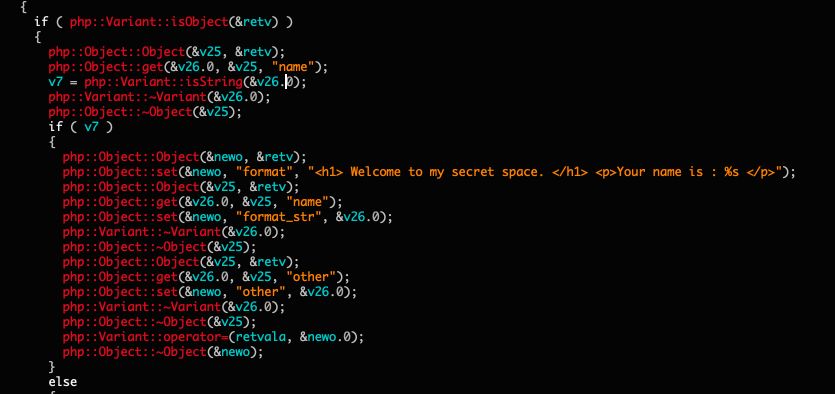 {
if ( php::Variant::isObject(&retv) )
{
php::Object::Object(&v25, &retv);
php::Object::get(&v26.0, &v25, "name");
v7 = php::Variant::isString(&v26.0);
php::Variant::~Variant(&v26.0);
php::Object::~Object(&v25);
if ( v7 )
{
php::Object::Object(&newo, &retv);
php::Object::set(&newo, "format", "<h1> Welcome to my secret space. </h1> <p>Your name is : %s </p>");
php::Object::Object(&v25, &retv);
php::Object::get(&v26.0, &v25, "name");
php::Object::set(&newo, "format_str", &v26.0);
php::Variant::~Variant(&v26.0);
php::Object::~Object(&v25);
php::Object::Object(&v25, &retv);
php::Object::get(&v26.0, &v25, "other");
php::Object::set(&newo, "other", &v26.0);
php::Variant::~Variant(&v26.0);
php::Object::~Object(&v25);
php::Variant::operator=(retvala, &newo.0);
php::Object::~Object(&newo);
}
else